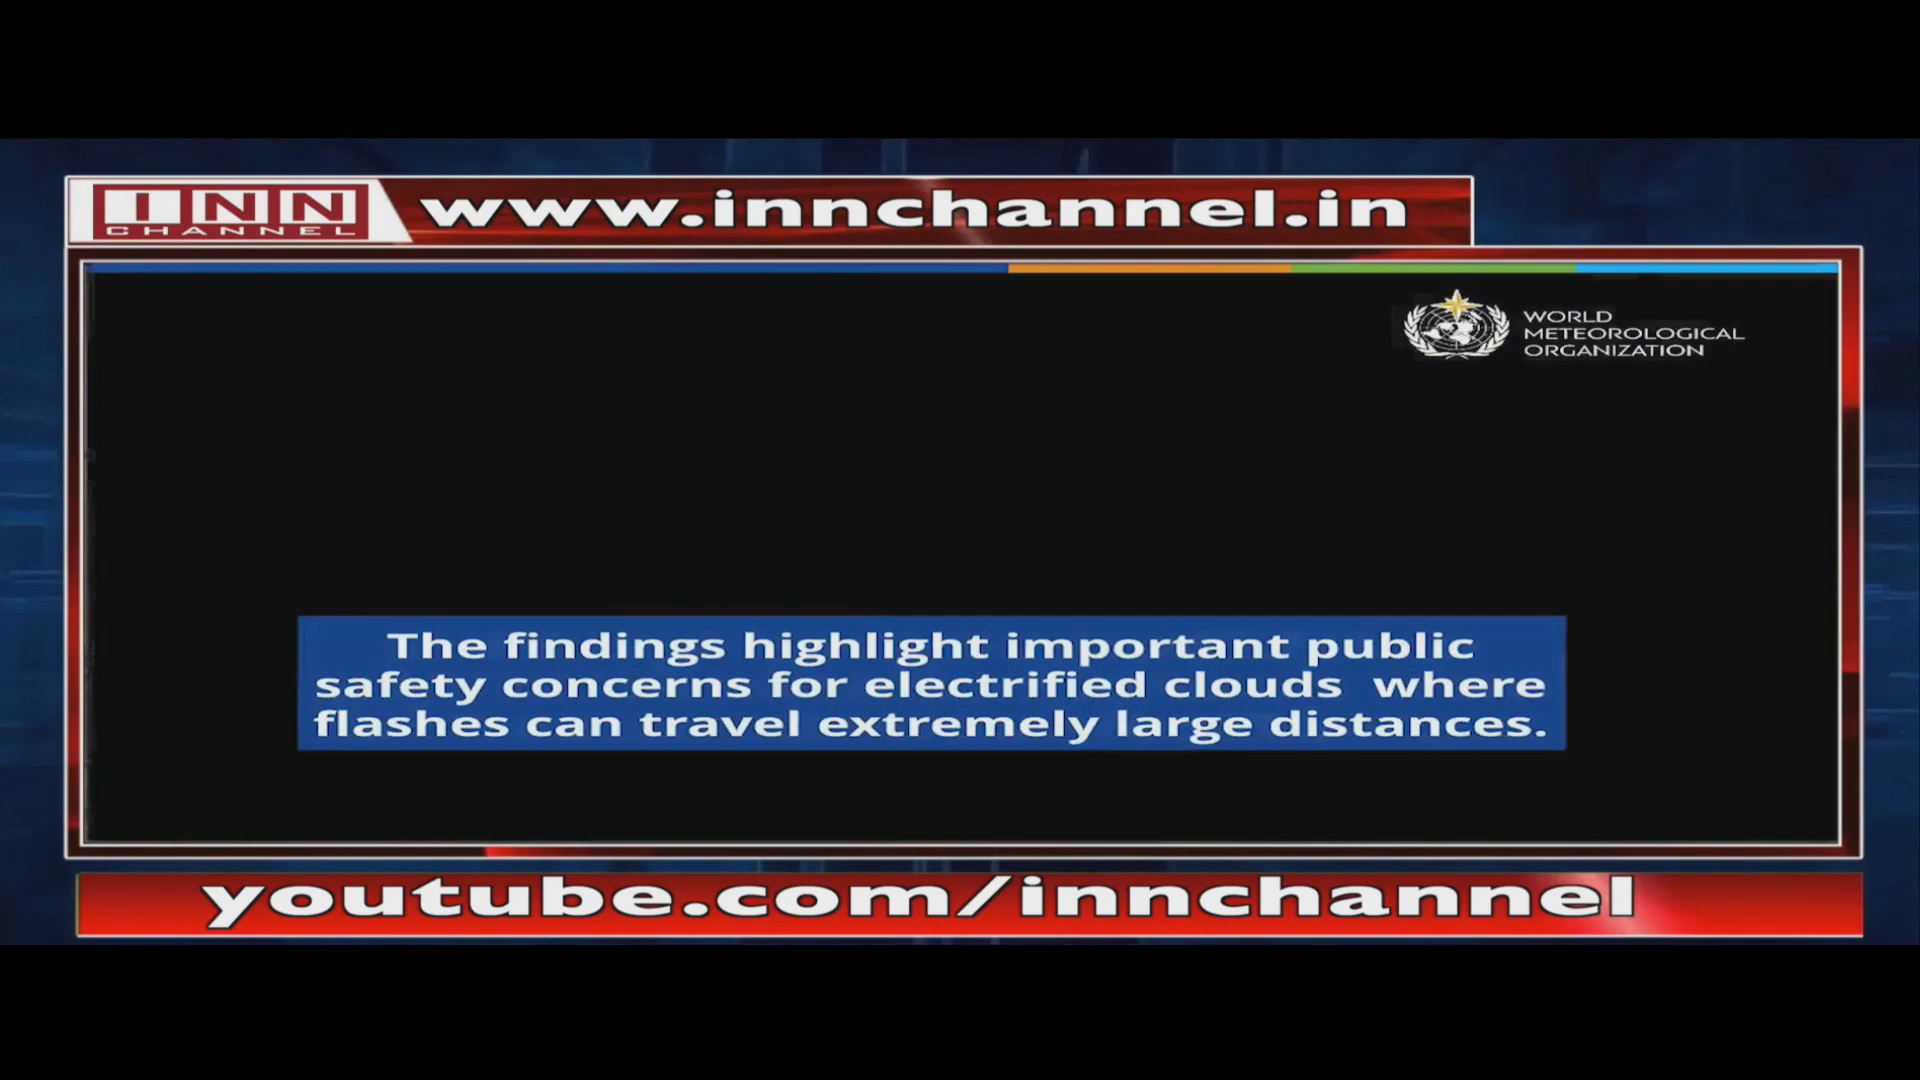 INN
CHANNEL
www.innchannel.in
WORLD
METEOROLOGICAL
ORGANIZATION
The findings highlight important public
safety concerns for electrified clouds where
flashes can travel extremely large distances.
youtube.com/innchannel